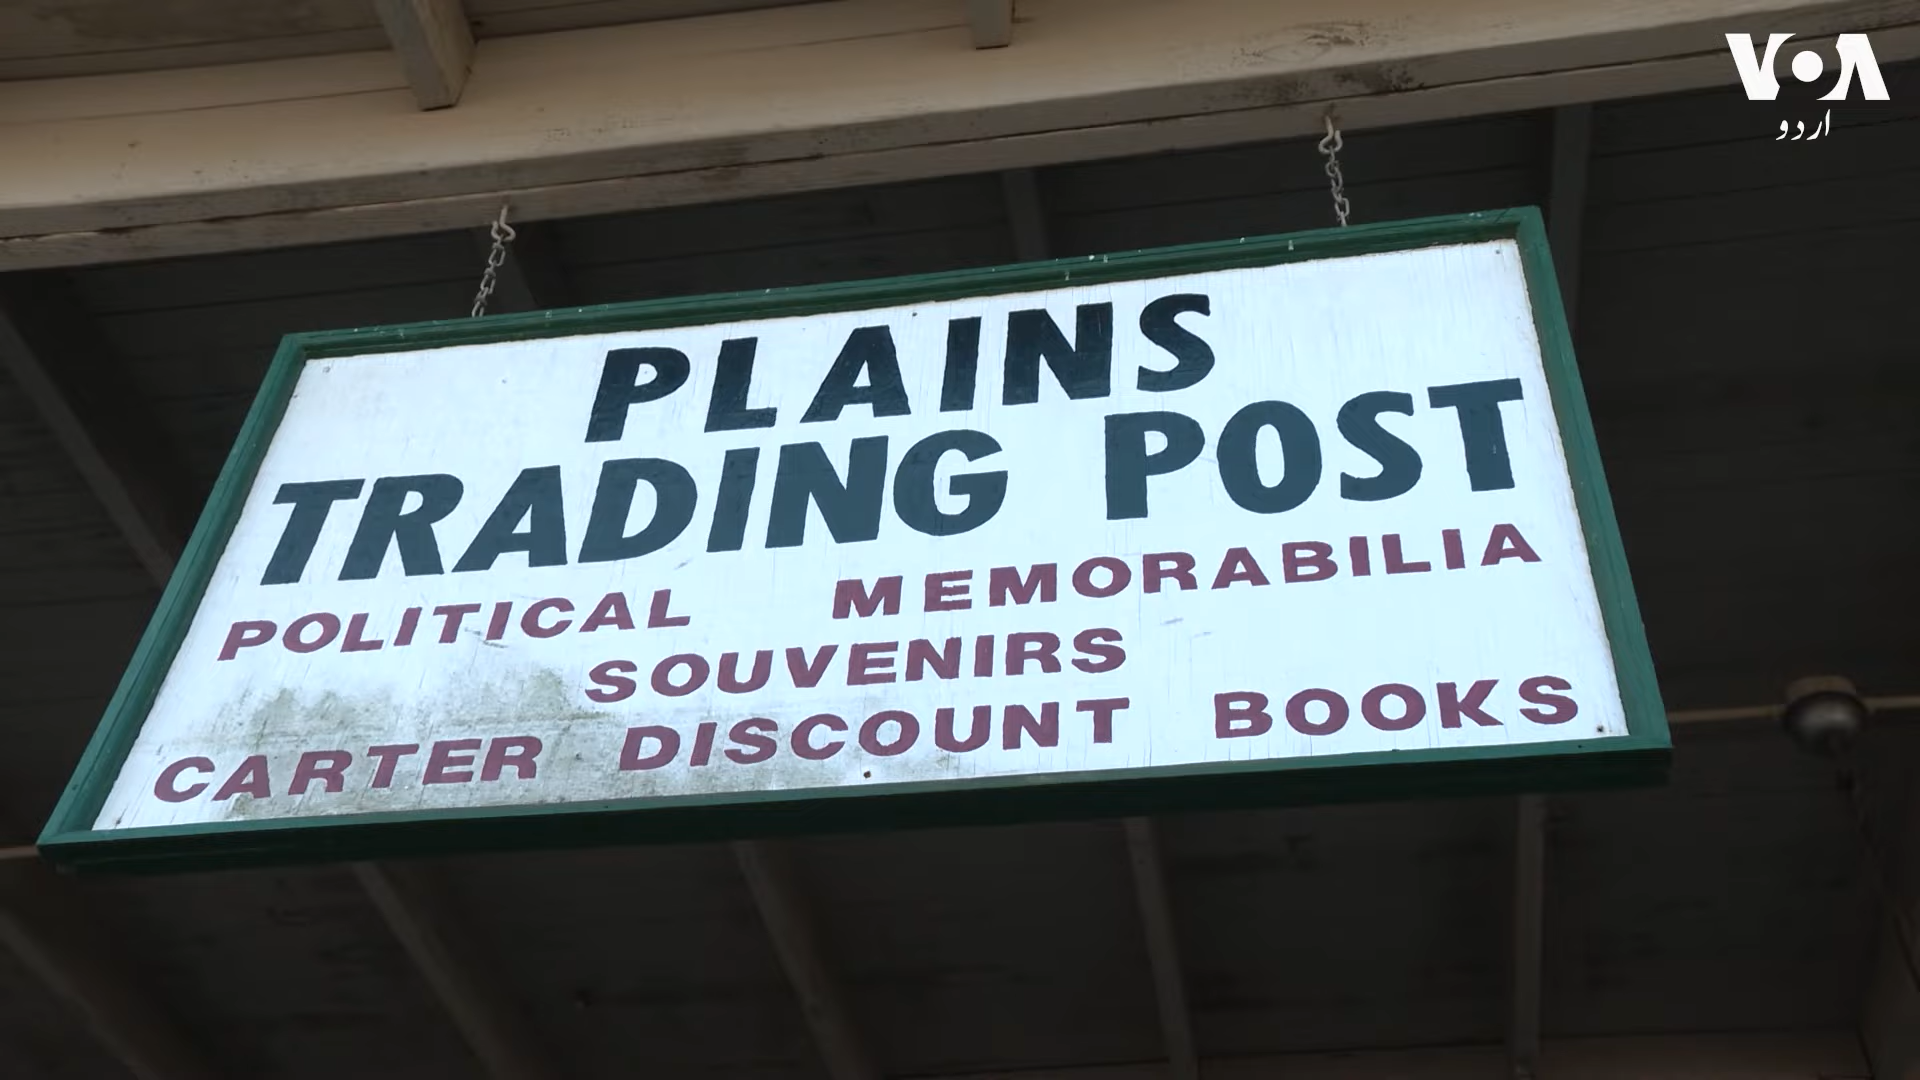 VOA
اردو
PLAINS
TRADING POST
POLITICAL MEMORABILIA
SOUVENIRS
CARTER DISCOUNT BOOKS